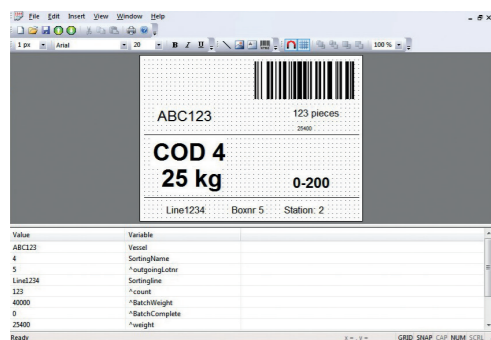 File Edit Insert View Window Help
1 px Arial 20 B I U 100 %
ABC123 123 pieces
25400
COD 4
25 kg 0-200
Line1234 Boxnr 5 Station: 2
Value Variable
ABC123 Vessel
4 SortingName
5 ^outgoingLotnr
Line1234 Sortingline
123 ^count
40000 ^BatchWeight
0 ^BatchComplete
25400 ^weight
Ready x = , y = GRID SNAP CAP NUM SCRL